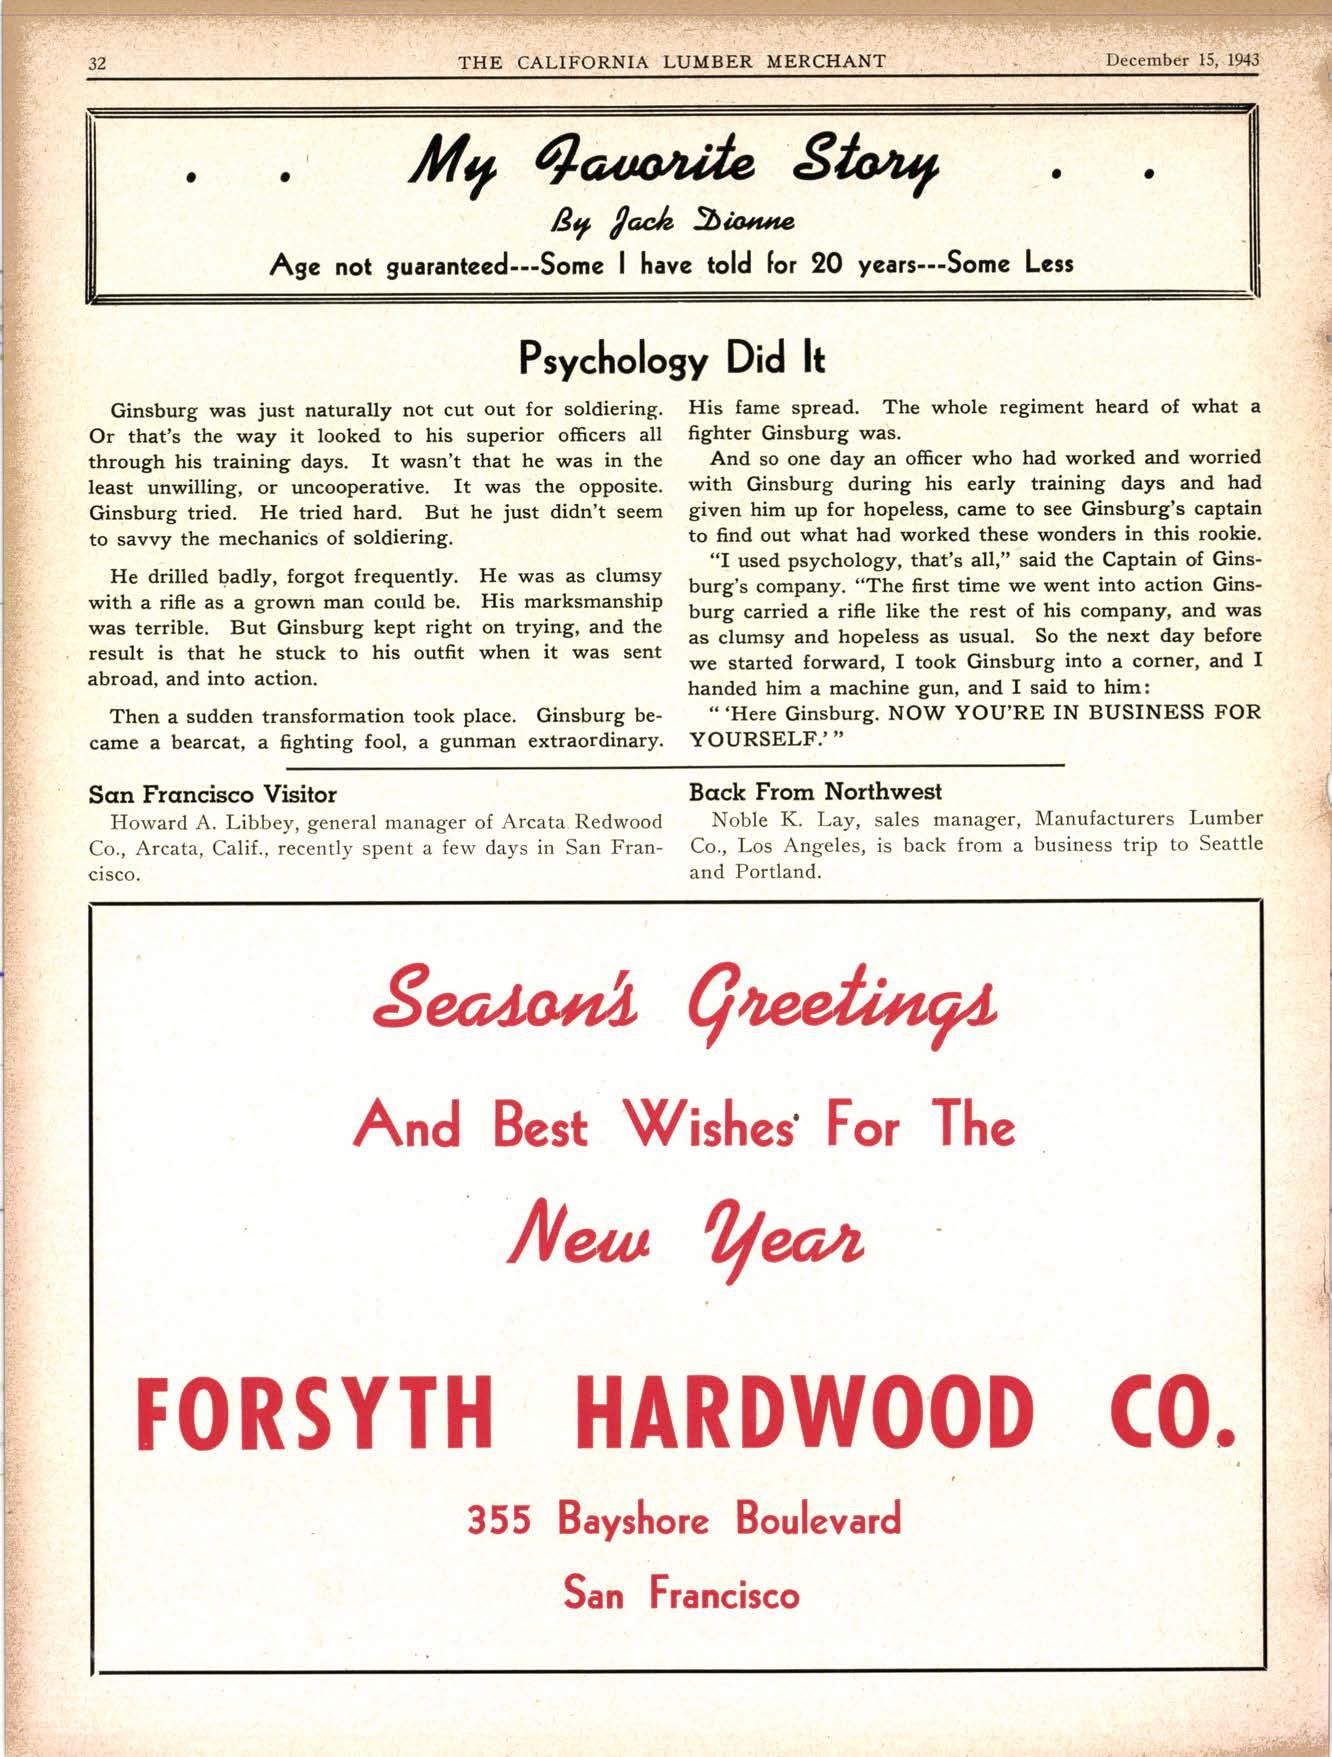 32
THE CALIFORNIA LUMBER MERCHANT
December 15, 1943
. . My Favorite Story . .
By Jack Dionne
Age not guaranteed---Some I have told for 20 years---Some Less
Psychology Did It
Ginsburg was just naturally not cut out for soldiering.
Or that's the way it looked to his superior officers all
through his training days. It wasn't that he was in the
least unwilling, or uncooperative. It was the opposite.
Ginsburg tried. He tried hard. But he just didn't seem
to savvy the mechanics of soldiering.
He drilled badly, forgot frequently. He was as clumsy
with a rifle as a grown man could be. His marksmanship
was terrible. But Ginsburg kept right on trying, and the
result is that he stuck to his outfit when it was sent
abroad, and into action.
Then a sudden transformation took place. Ginsburg be-
came a bearcat, a fighting fool, a gunman extraordinary.
His fame spread. The whole regiment heard of what a
fighter Ginsburg was.
And so one day an officer who had worked and worried
with Ginsburg during his early training days and had
given him up for hopeless, came to see Ginsburg's captain
to find out what had worked these wonders in this rookie.
"I used psychology, that's all," said the Captain of Gins-
burg's company. "The first time we went into action Gins-
burg carried a rifle like the rest of his company, and was
as clumsy and hopeless as usual. So the next day before
we started forward, I took Ginsburg into a corner, and I
handed him a machine gun, and I said to him:
" 'Here Ginsburg. NOW YOU'RE IN BUSINESS FOR
YOURSELF.' "
San Francisco Visitor
Howard A. Libbey, general manager of Arcata Redwood
Co., Arcata, Calif., recently spent a few days in San Fran-
cisco.
Back From Northwest
Noble K. Lay, sales manager, Manufacturers Lumber
Co., Los Angeles, is back from a business trip to Seattle
and Portland.
Season's Greetings
And Best Wishes For The
New Year
FORSYTH HARDWOOD CO.
355 Bayshore Boulevard
San Francisco